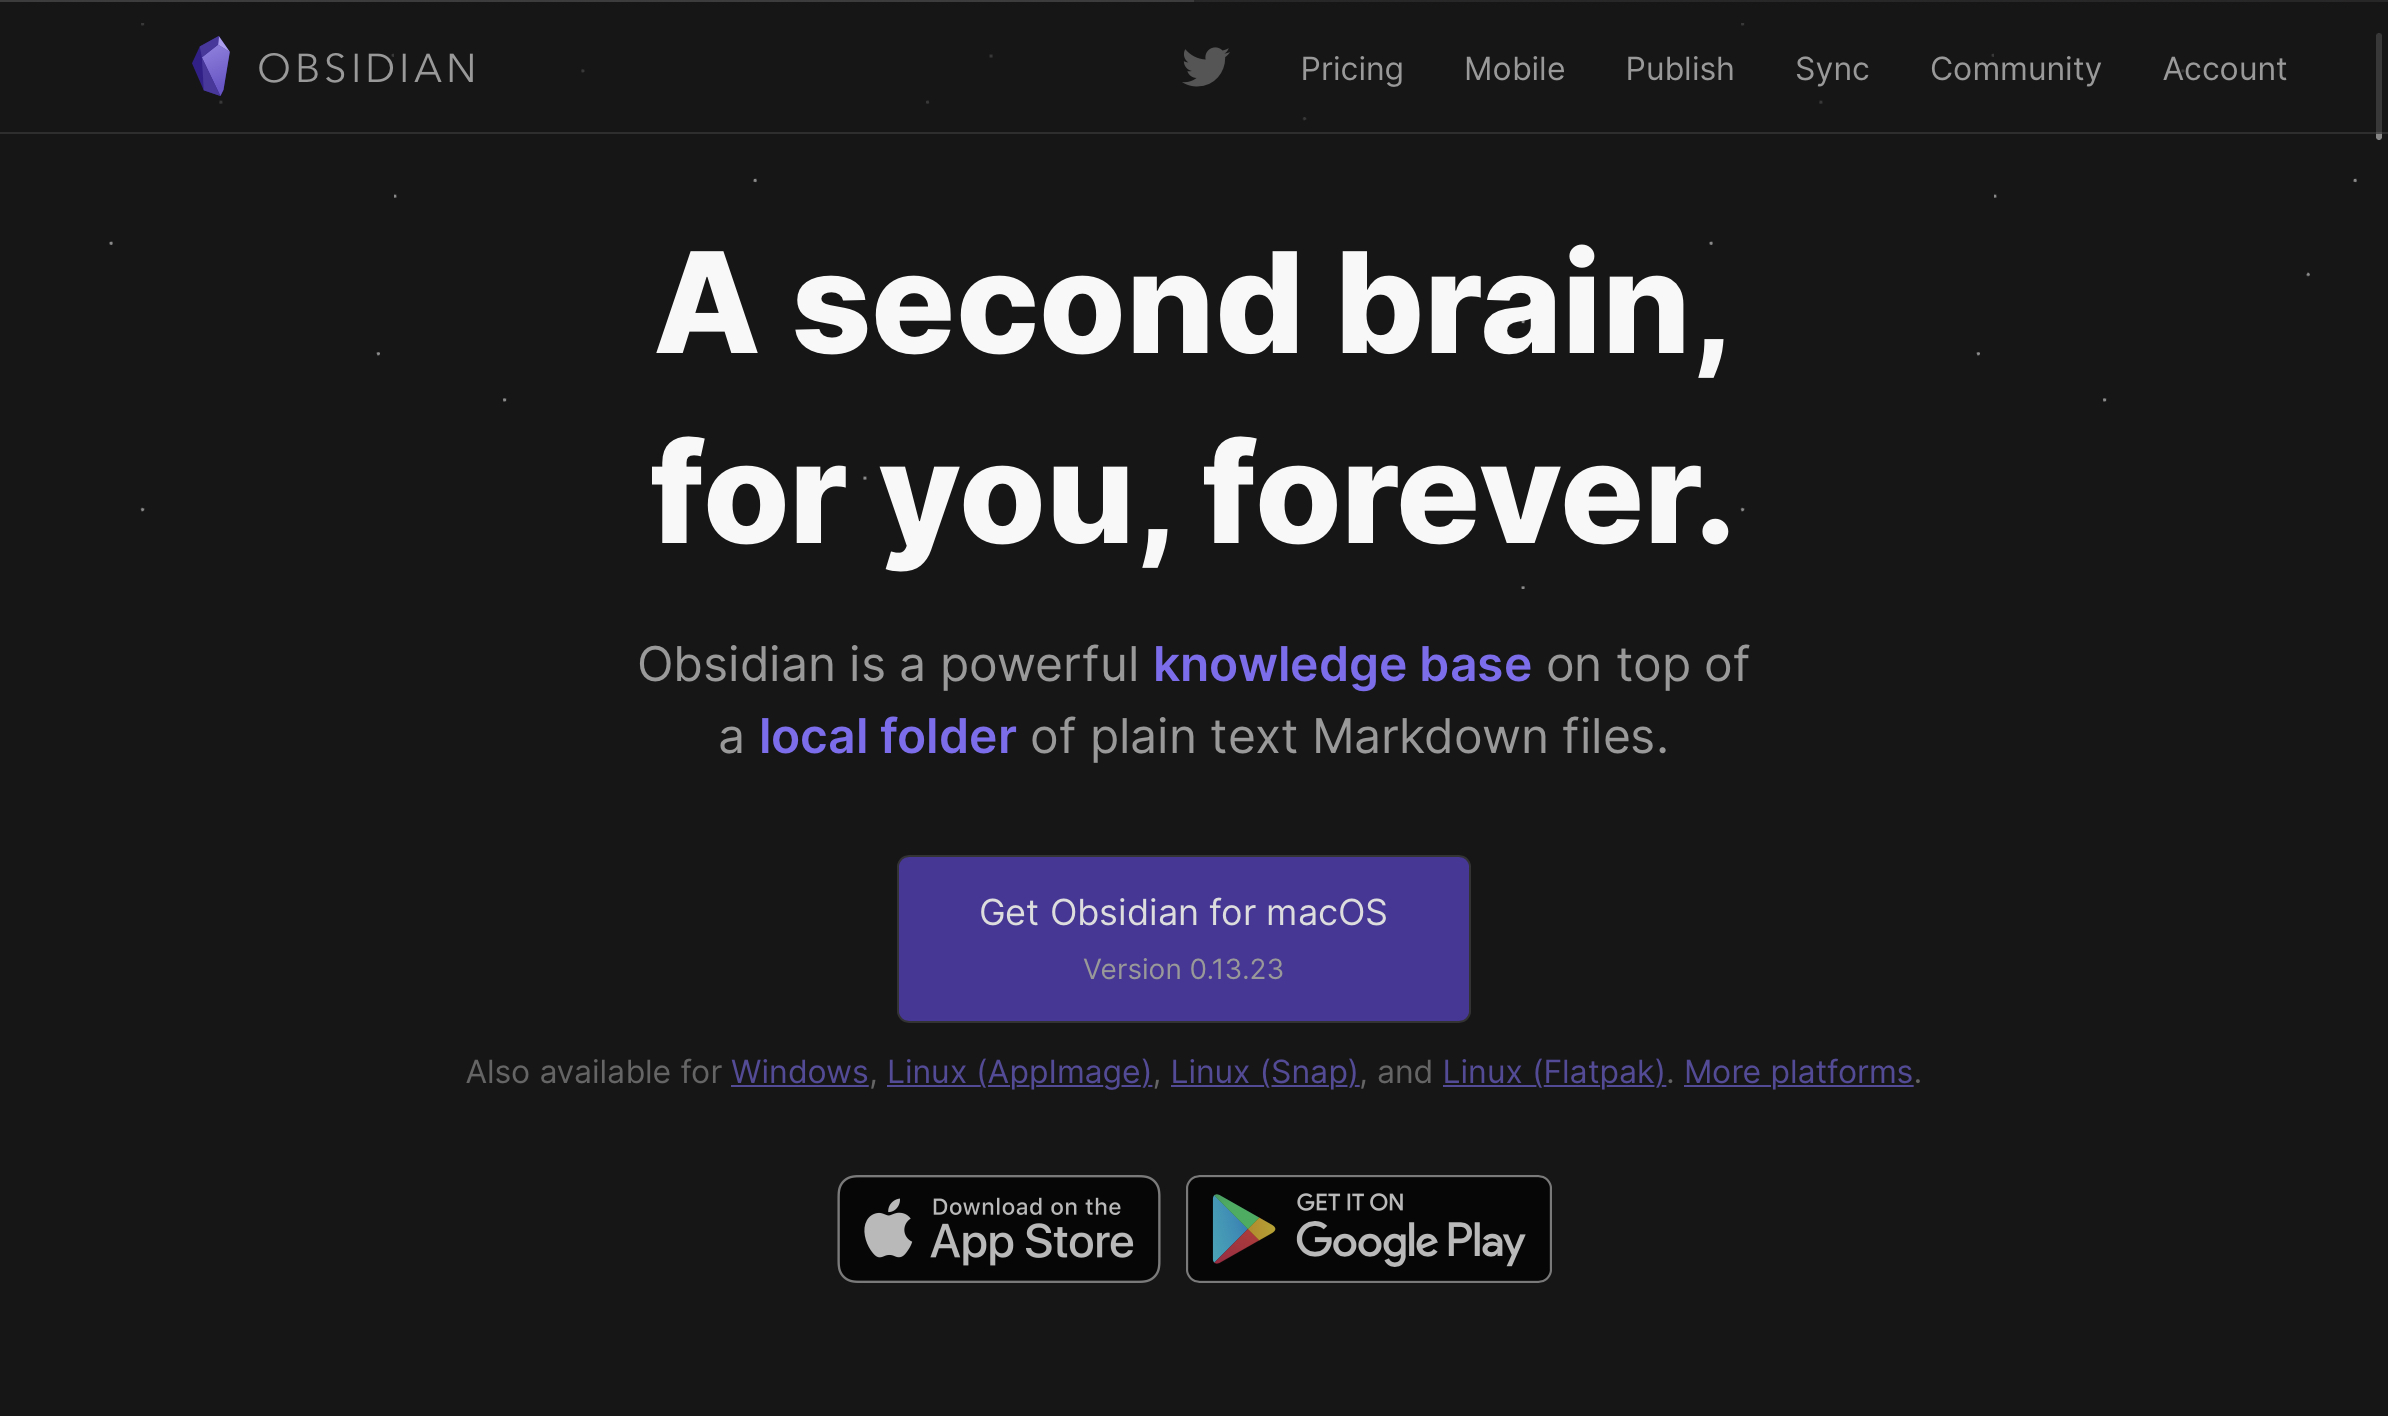 OBSIDIAN
Pricing Mobile Publish Sync Community Account
A second brain,
for you, forever.
Obsidian is a powerful knowledge base on top of
a local folder of plain text Markdown files.
Get Obsidian for macOS
Version 0.13.23
Also available for Windows, Linux (AppImage), Linux (Snap), and Linux (Flatpak). More platforms.
Download on the
App Store
GET IT ON
Google Play